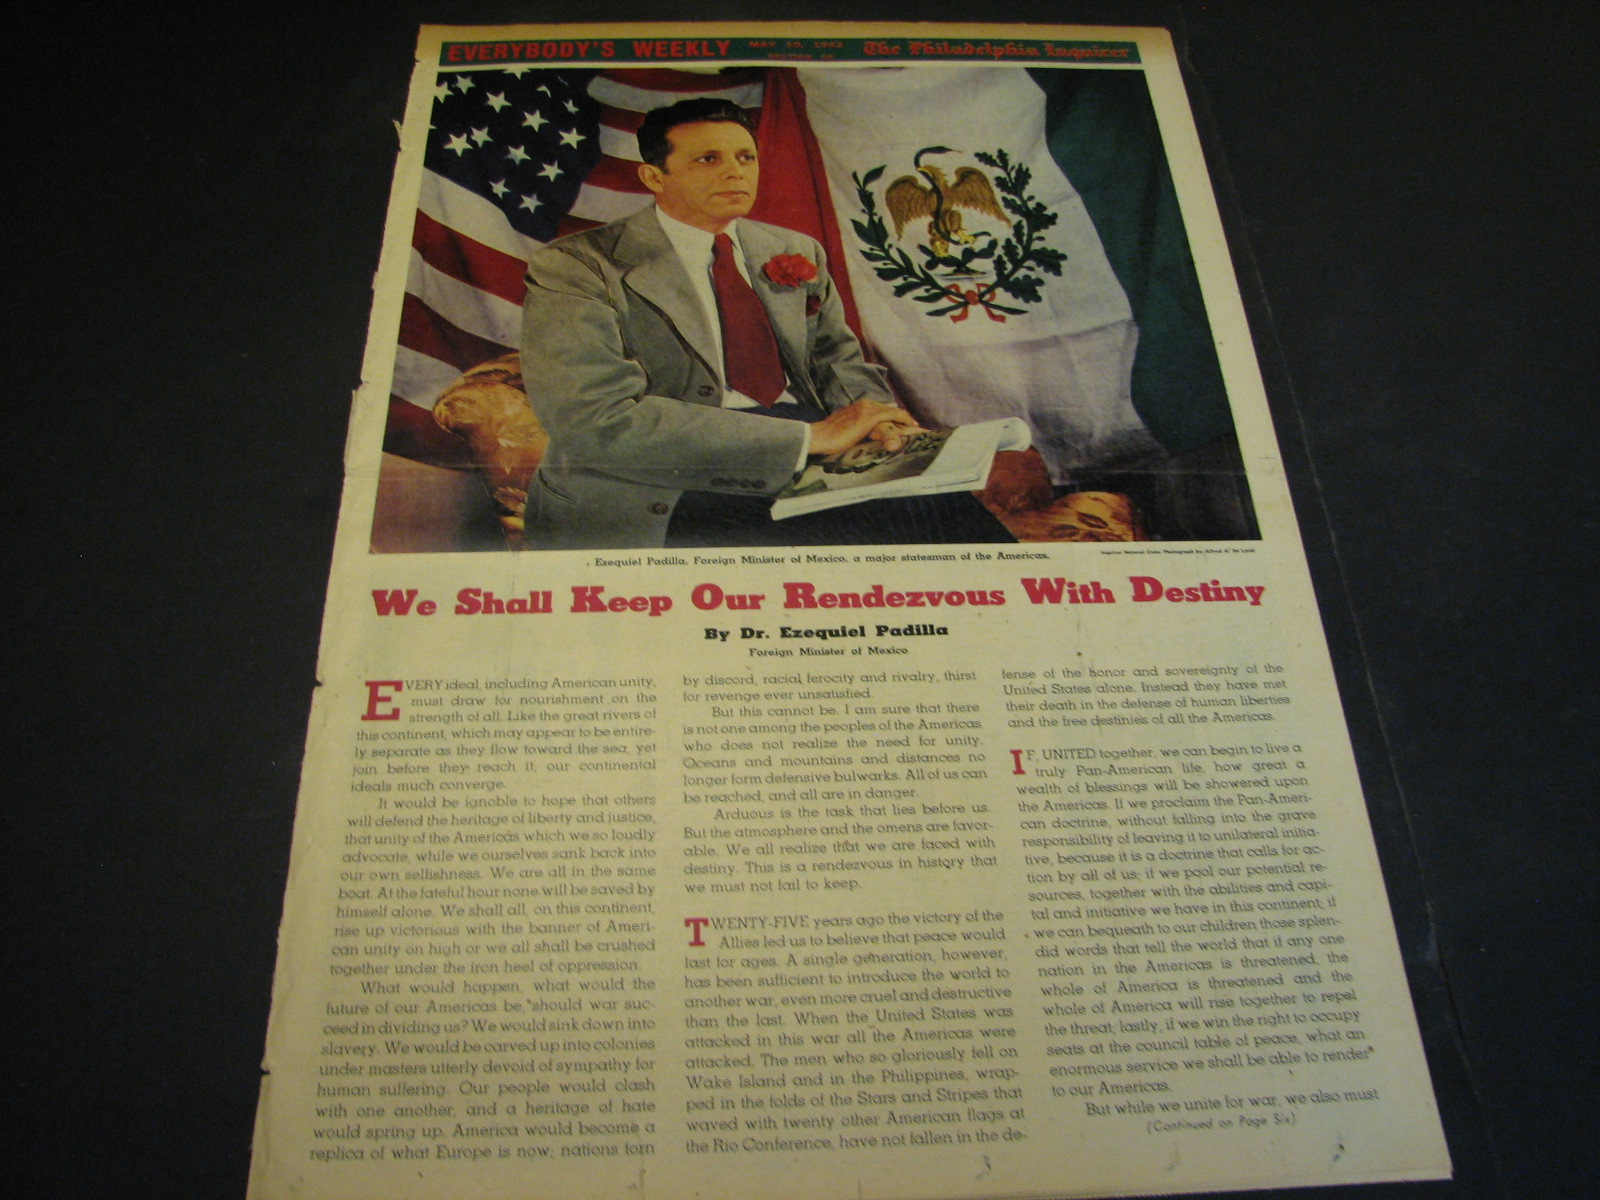 EVERYBODY'S WEEKLY MAY 10, 1942 SECTION OF The Philadelphia Inquirer
Ezequiel Padilla, Foreign Minister of Mexico, a major statesman of the Americas.
We Shall Keep Our Rendezvous With Destiny
By Dr. Ezequiel Padilla
Foreign Minister of Mexico
EVERY ideal, including American unity,
must draw for nourishment on the
strength of all. Like the great rivers of
this continent, which may appear to be entire-
ly separate as they flow toward the sea, yet
join before they reach it, our continental
ideals much converge.
It would be ignoble to hope that others
will defend the heritage of liberty and justice,
that unity of the Americas which we so loudly
advocate, while we ourselves sank back into
our own selfishness. We are all in the same
boat. At the fateful hour none will be saved by
himself alone. We shall all, on this continent,
rise up victorious with the banner of Ameri-
can unity on high or we all shall be crushed
together under the iron heel of oppression.
What would happen, what would the
future of our Americas be, should war suc-
ceed in dividing us? We would sink down into
slavery. We would be carved up into colonies
under masters utterly devoid of sympathy for
human suffering. Our people would clash
with one another, and a heritage of hate
would spring up. America would become a
replica of what Europe is now; nations torn
by discord, racial ferocity and rivalry, thirst
for revenge ever unsatisfied.
But this cannot be. I am sure that there
is not one among the peoples of the Americas
who does not realize the need for unity.
Oceans and mountains and distances no
longer form defensive bulwarks. All of us can
be reached, and all are in danger.
Arduous is the task that lies before us.
But the atmosphere and the omens are favor-
able. We all realize that we are faced with
destiny. This is a rendezvous in history that
we must not fail to keep.
TWENTY-FIVE years ago the victory of the
Allies led us to believe that peace would
last for ages. A single generation, however,
has been sufficient to introduce the world to
another war, even more cruel and destructive
than the last. When the United States was
attacked in this war all the Americas were
attacked. The men who so gloriously fell on
Wake Island and in the Philippines, wrap-
ped in the folds of the Stars and Stripes that
waved with twenty other American flags at
the Rio Conference, have not fallen in the de-
fense of the honor and sovereignty of the
United States alone. Instead they have met
their death in the defense of human liberties
and the free destinies of all the Americas.
IF, UNITED together, we can begin to live a
truly Pan-American life, how great a
wealth of blessings will be showered upon
the Americas. If we proclaim the Pan-Ameri-
can doctrine, without falling into the grave
responsibility of leaving it to unilateral initia-
tive, because it is a doctrine that calls for ac-
tion by all of us; if we pool our potential re-
sources, together with the abilities and capi-
tal and initiative we have in this continent; if
we can bequeath to our children those splen-
did words that tell the world that if any one
nation in the Americas is threatened, the
whole of America is threatened and the
whole of America will rise together to repel
the threat; lastly, if we win the right to occupy
seats at the council table of peace, what an
enormous service we shall be able to render
to our Americas.
But while we unite for war, we also must
(Continued on Page Six)